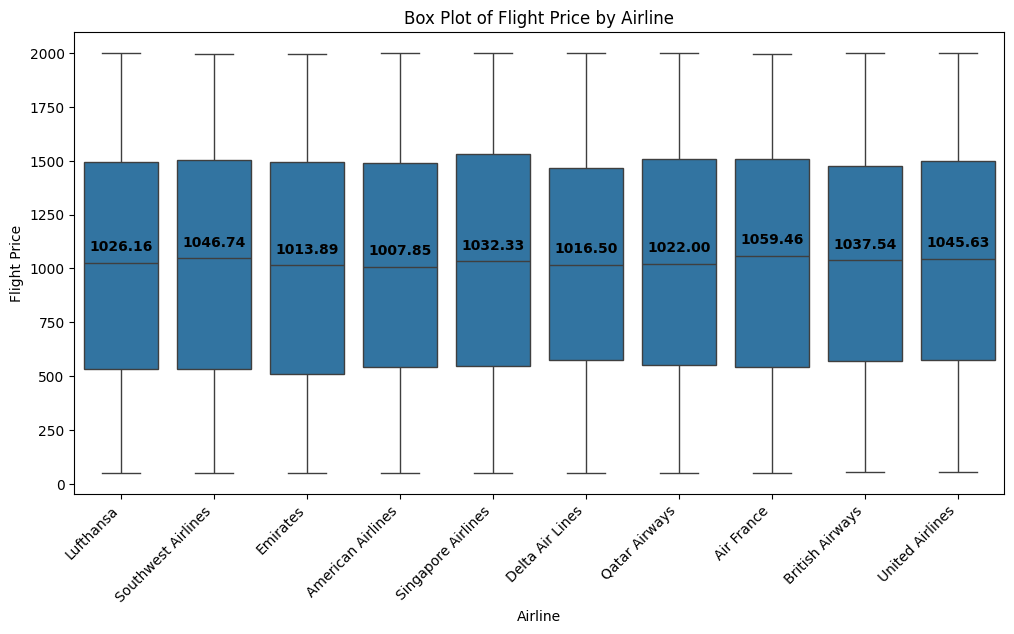 Box Plot of Flight Price by Airline
Flight Price
2000
1750
1500
1250
1000
750
500
250
0
1026.16
1046.74
1013.89
1007.85
1032.33
1016.50
1022.00
1059.46
1037.54
1045.63
Lufthansa
Southwest Airlines
Emirates
American Airlines
Singapore Airlines
Delta Air Lines
Qatar Airways
Air France
British Airways
United Airlines
Airline